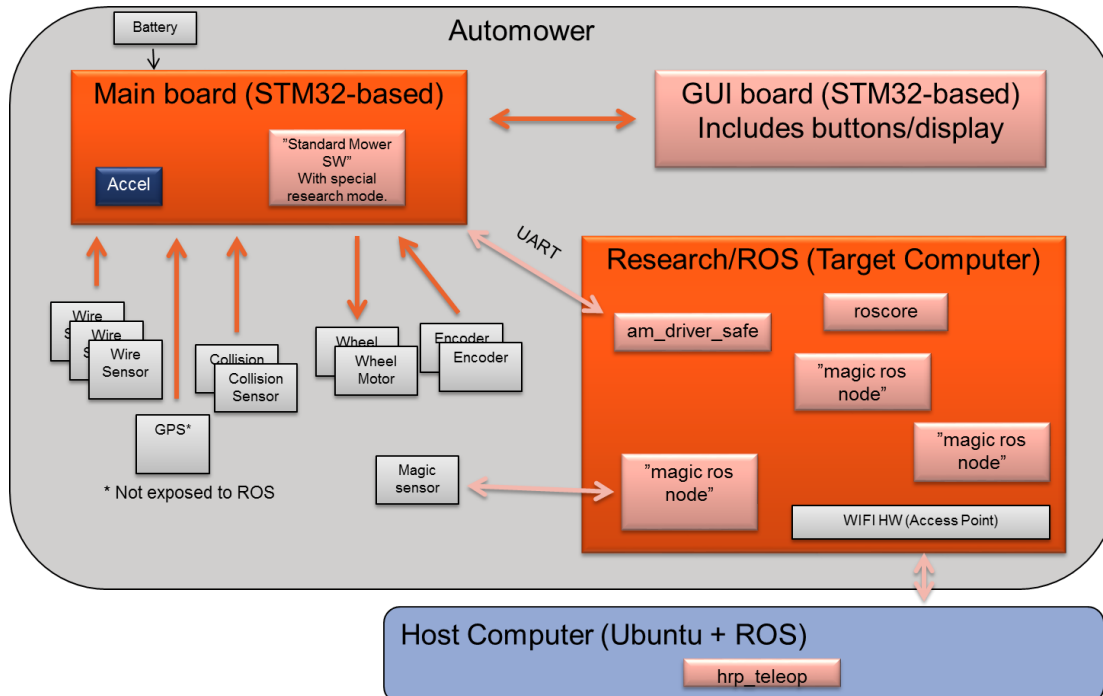 Automower
Battery
Main board (STM32-based)
"Standard Mower
SW"
With special
research mode.
Accel
GUI board (STM32-based)
Includes buttons/display
UART
Research/ROS (Target Computer)
am_driver_safe
roscore
"magic ros
node"
"magic ros
node"
"magic ros
node"
WIFI HW (Access Point)
Wire
S
Wire
S
Wire
Sensor
GPS*
* Not exposed to ROS
Collision
Collision
Sensor
Wheel
Wheel
Motor
Encoder
Encoder
Magic
sensor
Host Computer (Ubuntu + ROS)
hrp_teleop